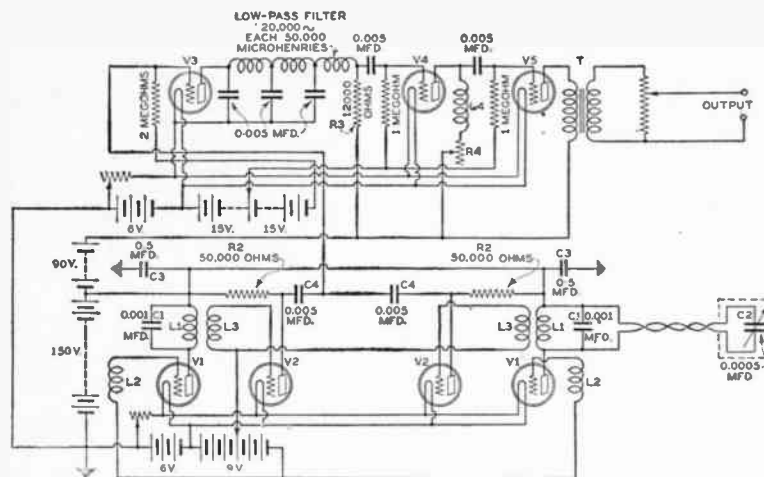 LOW-PASS FILTER
20,000~
EACH 50,000
MICROHENRIES
0.005
MFD
0.005
MFD.
V3
V4
V5
T
2 MEGOHMS
0.005 MFD.
R3
12000
OHMS
1 MEGOHM
L4
R4
1 MEGOHM
OUTPUT
6V.
15V.
15V.
90V.
0.5
MFD.
C3
R2
50,000 OHMS
R2
50,000 OHMS
C3
0.5
MFD.
C4
0.005
MFD.
C4
0.005
MFD.
0.001
MFD.
C1
L1
L3
L3
L1
C1
0.001
MFD.
C2
0.0005
MFD
150V.
L2
V1
V2
V2
V1
L2
6V.
9V.